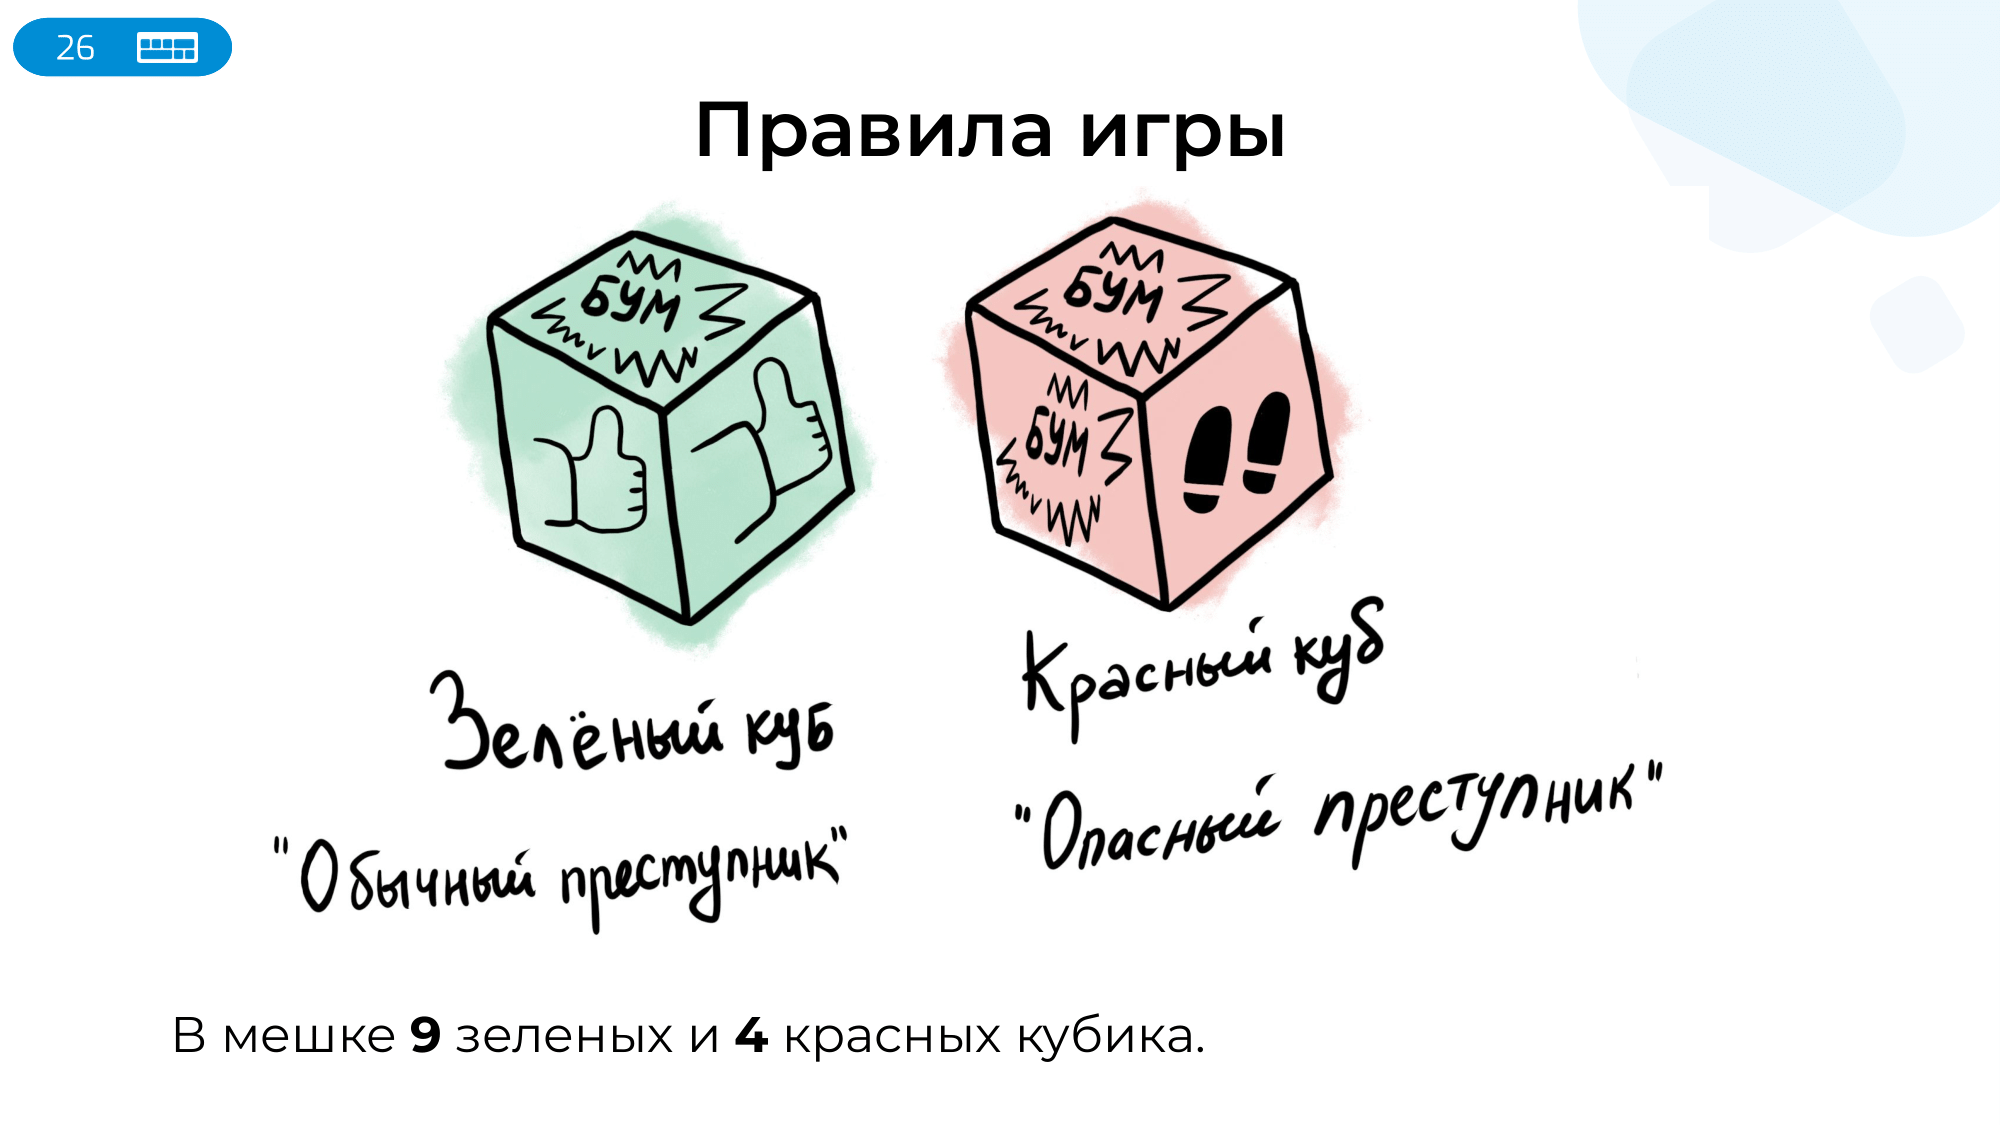 26
Правила игры
БУМ
БУМ
БУМ
Зелёный куб
"Обычный преступник"
Красный куб
"Опасный преступник"
В мешке 9 зеленых и 4 красных кубика.